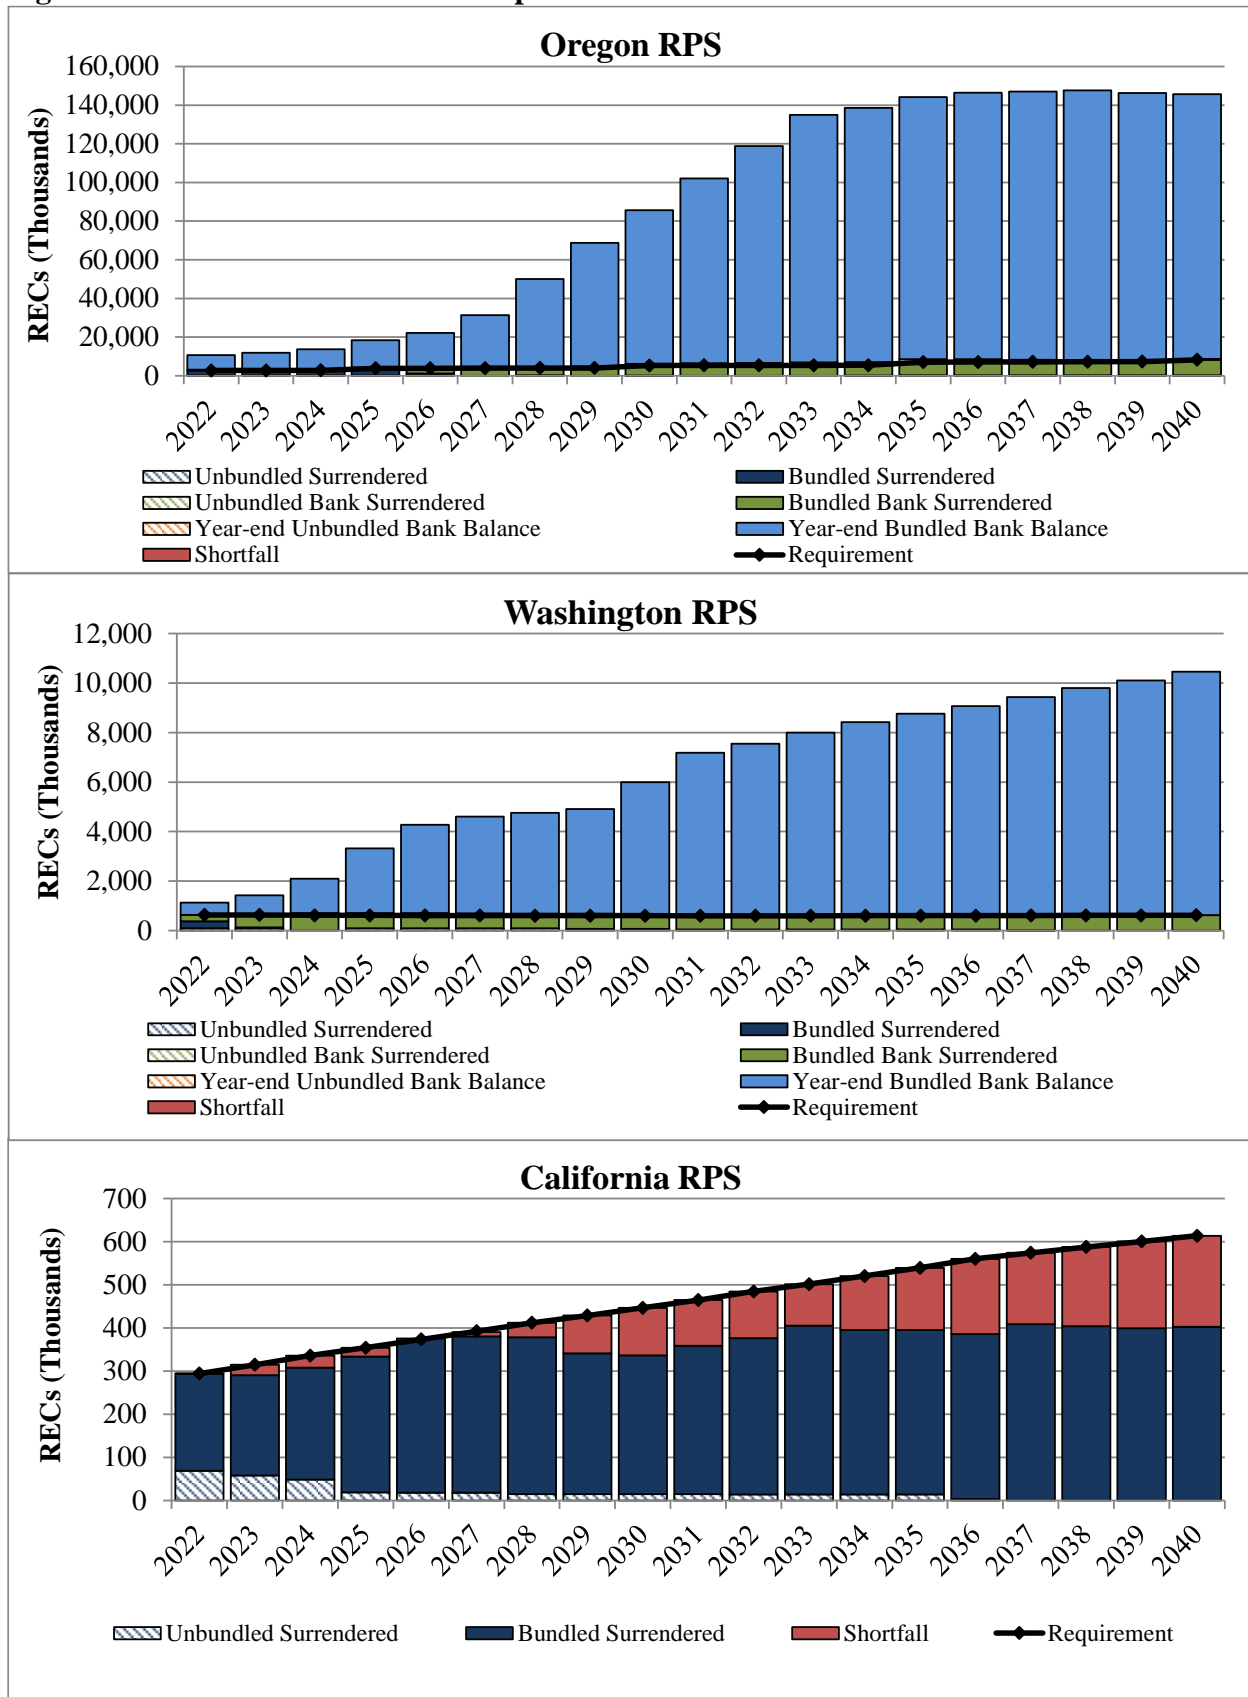 Oregon RPS
RECs (Thousands)
160,000
140,000
120,000
100,000
80,000
60,000
40,000
20,000
0
2022 2023 2024 2025 2026 2027 2028 2029 2030 2031 2032 2033 2034 2035 2036 2037 2038 2039 2040
Unbundled Surrendered Bundled Surrendered
Unbundled Bank Surrendered Bundled Bank Surrendered
Year-end Unbundled Bank Balance Year-end Bundled Bank Balance
Shortfall Requirement
Washington RPS
RECs (Thousands)
12,000
10,000
8,000
6,000
4,000
2,000
0
2022 2023 2024 2025 2026 2027 2028 2029 2030 2031 2032 2033 2034 2035 2036 2037 2038 2039 2040
Unbundled Surrendered Bundled Surrendered
Unbundled Bank Surrendered Bundled Bank Surrendered
Year-end Unbundled Bank Balance Year-end Bundled Bank Balance
Shortfall Requirement
California RPS
RECs (Thousands)
700
600
500
400
300
200
100
0
2022 2023 2024 2025 2026 2027 2028 2029 2030 2031 2032 2033 2034 2035 2036 2037 2038 2039 2040
Unbundled Surrendered Bundled Surrendered Shortfall Requirement